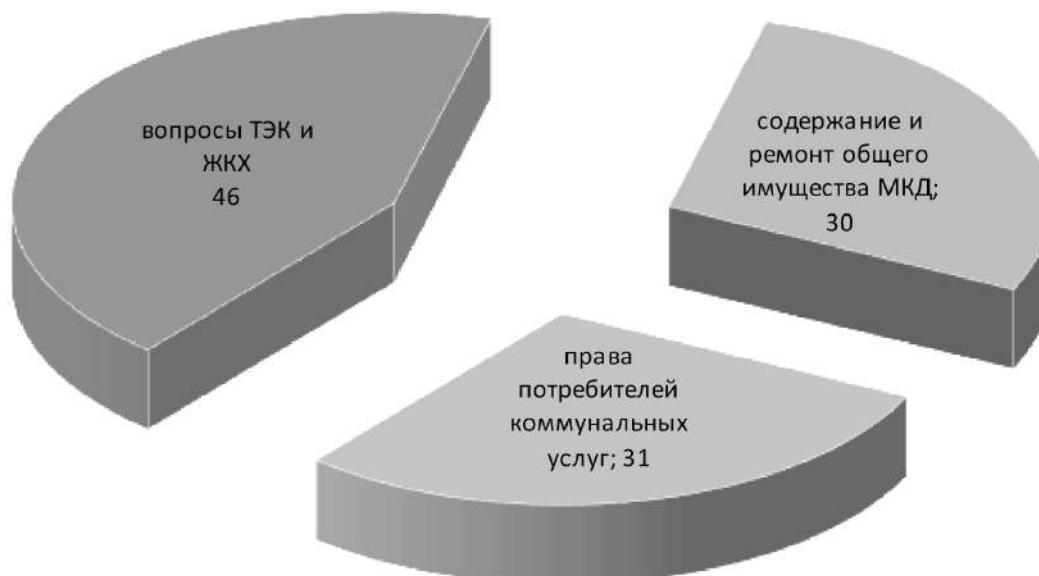 вопросы ТЭК и
ЖКХ
46
содержание и
ремонт общего
имущества МКД;
30
права
потребителей
коммунальных
услуг; 31